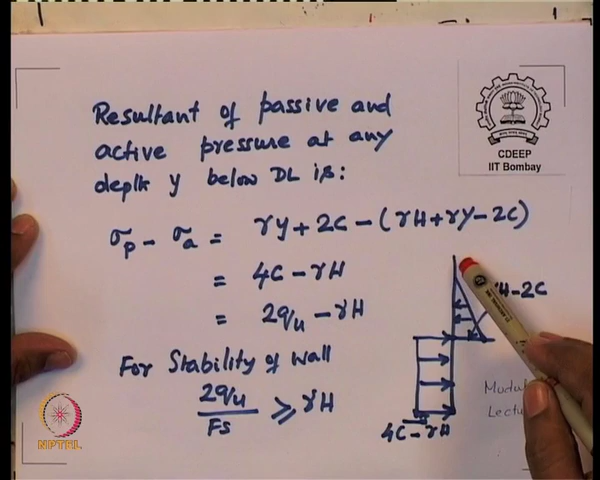 Resultant of passive and
active pressure at any
depth y below DL is:
σp - σa = γy + 2C - (γH + γy - 2C)
= 4C - γH
= 2qu - γH
For Stability of Wall
2qu / FS ≥ γH
H - 2C
4C - γH
CDEEP
IIT Bombay
NPTEL